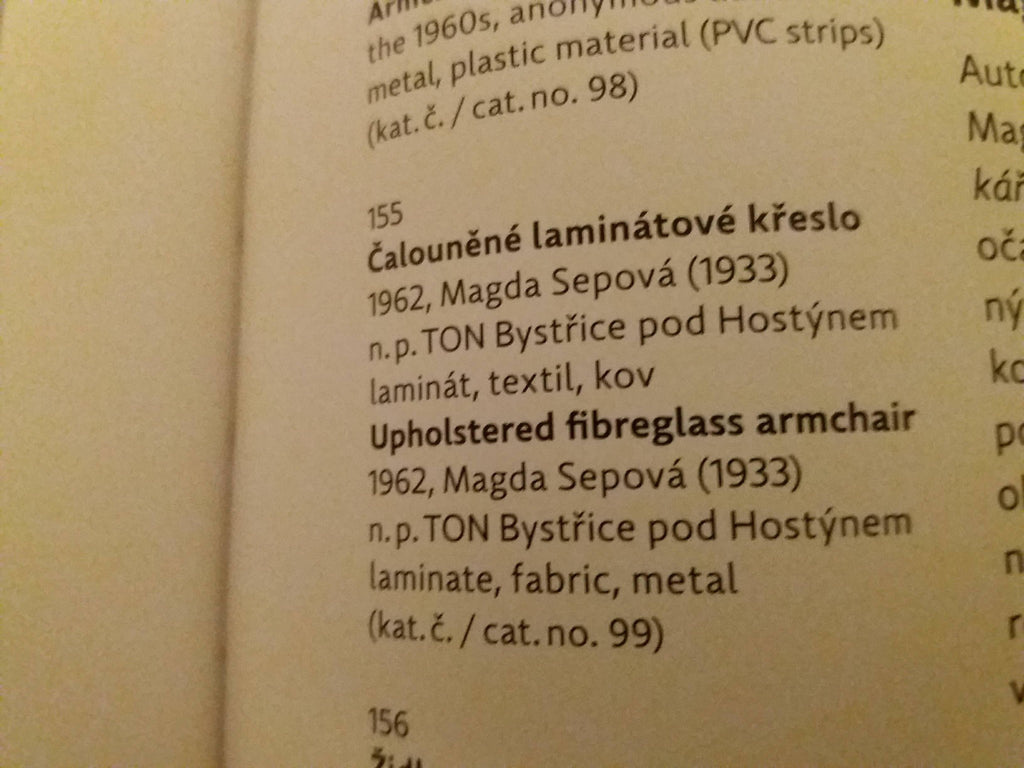 the 1960s,
metal, plastic material (PVC strips)
(kat. č. / cat. no. 98)
155
Čalouněné laminátové křeslo
1962, Magda Sepová (1933)
n. p. TON Bystřice pod Hostýnem
laminát, textil, kov
Upholstered fibreglass armchair
1962, Magda Sepová (1933)
n. p. TON Bystřice pod Hostýnem
laminate, fabric, metal
(kat. č. / cat. no. 99)
156